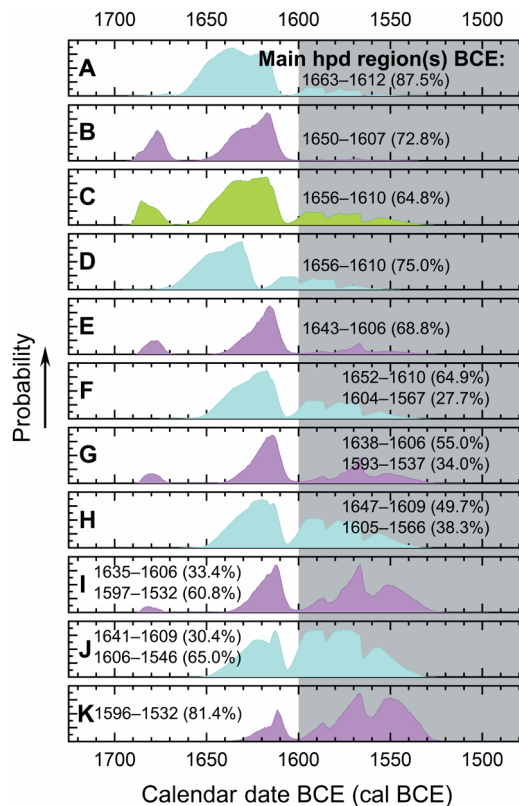 1700 1650 1600 1550 1500
Main hpd region(s) BCE:
A
1663–1612 (87.5%)
B
1650–1607 (72.8%)
C
1656–1610 (64.8%)
D
1656–1610 (75.0%)
E
1643–1606 (68.8%)
F
1652–1610 (64.9%)
1604–1567 (27.7%)
G
1638–1606 (55.0%)
1593–1537 (34.0%)
H
1647–1609 (49.7%)
1605–1566 (38.3%)
I
1635–1606 (33.4%)
1597–1532 (60.8%)
J
1641–1609 (30.4%)
1606–1546 (65.0%)
K
1596–1532 (81.4%)
Probability
1700 1650 1600 1550 1500
Calendar date BCE (cal BCE)